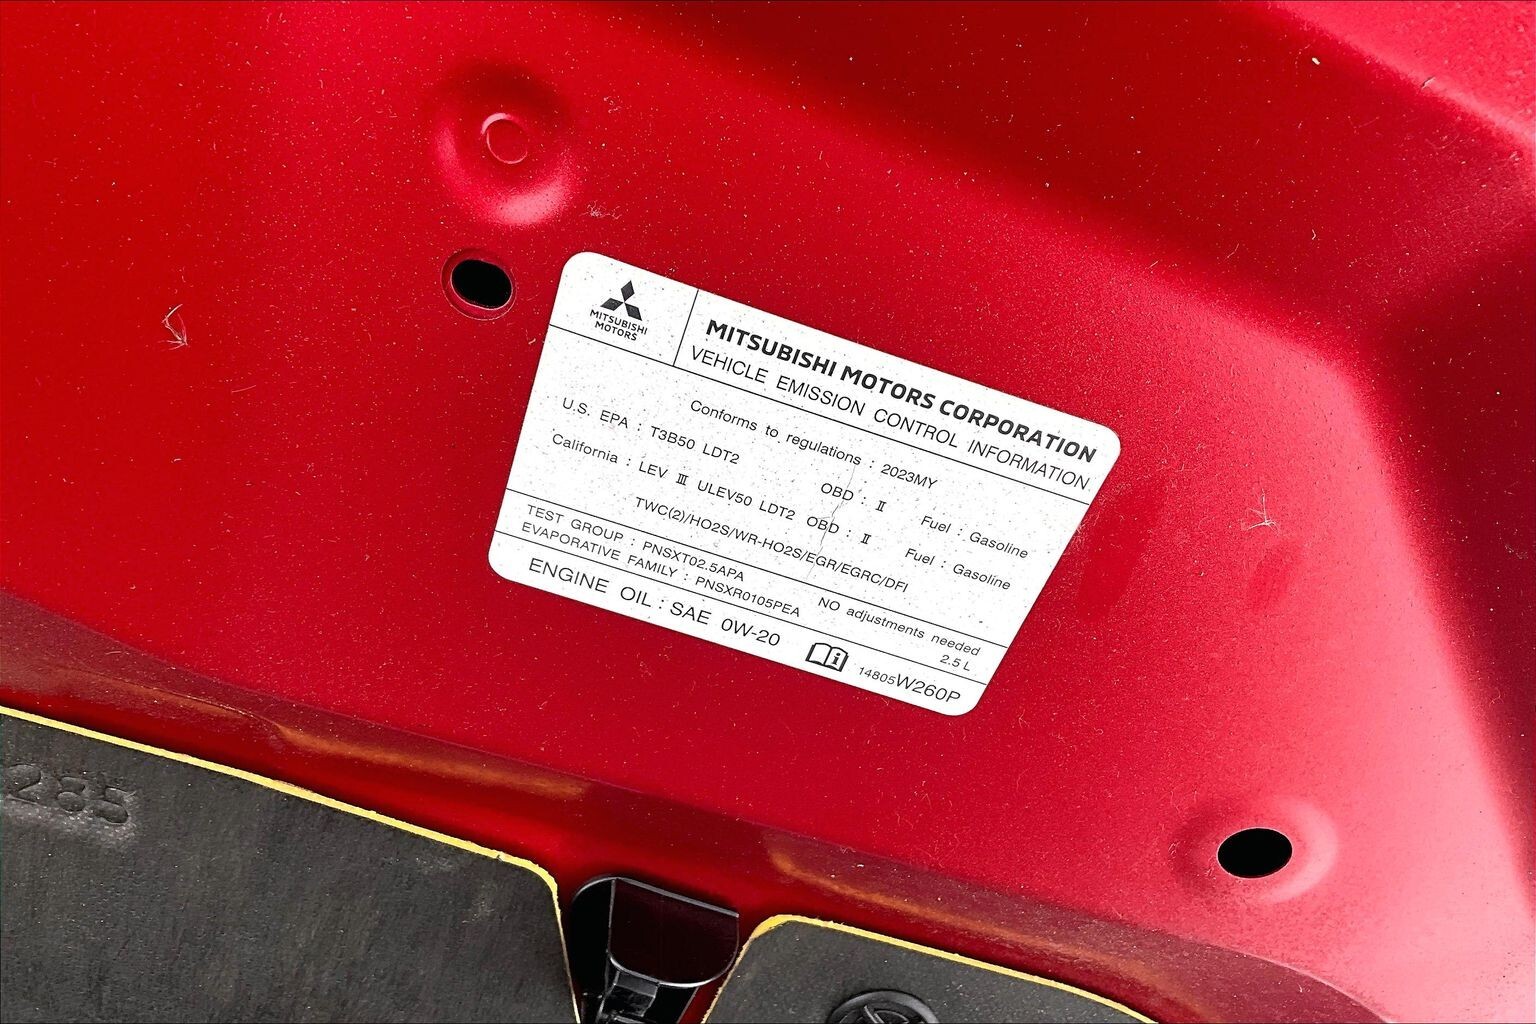 MITSUBISHI
MOTORS
MITSUBISHI MOTORS CORPORATION
VEHICLE EMISSION CONTROL INFORMATION
Conforms to regulations : 2023MY
U.S. EPA : T3B50 LDT2 OBD : Ⅱ Fuel : Gasoline
California : LEV Ⅲ ULEV50 LDT2 OBD : Ⅱ Fuel : Gasoline
TWC(2)/HO2S/WR-HO2S/EGR/EGRC/DFI
TEST GROUP : PNSXT02.5APA NO adjustments needed
EVAPORATIVE FAMILY : PNSXR0105PEA 2.5 L
ENGINE OIL : SAE 0W-20 14805W260P
285